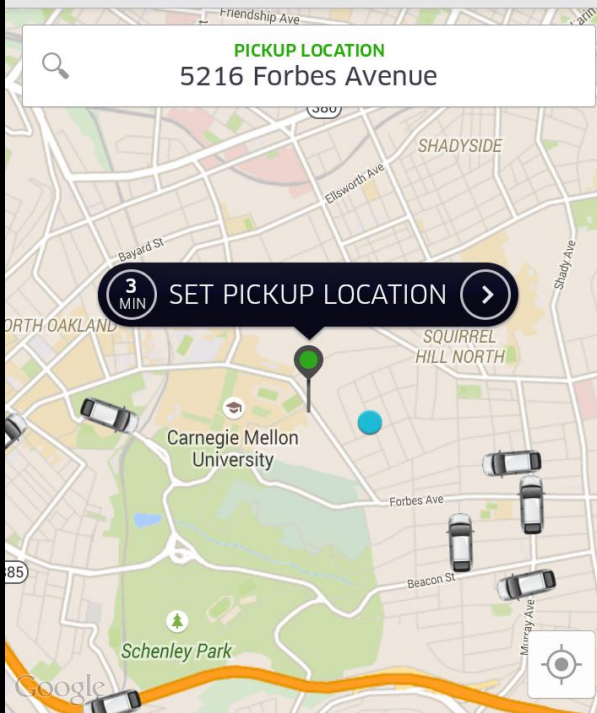 Friendship Ave
PICKUP LOCATION
5216 Forbes Avenue
380
SHADYSIDE
Ellsworth Ave
Bayard St
Shady Ave
3
MIN
SET PICKUP LOCATION
ORTH OAKLAND
SQUIRREL
HILL NORTH
Carnegie Mellon
University
Forbes Ave
885
Beacon St
Murray Ave
Schenley Park
Google